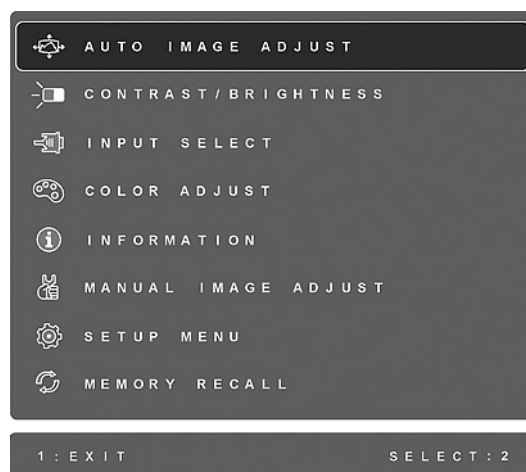 AUTO IMAGE ADJUST
CONTRAST/BRIGHTNESS
INPUT SELECT
COLOR ADJUST
INFORMATION
MANUAL IMAGE ADJUST
SETUP MENU
MEMORY RECALL
1:EXIT SELECT:2